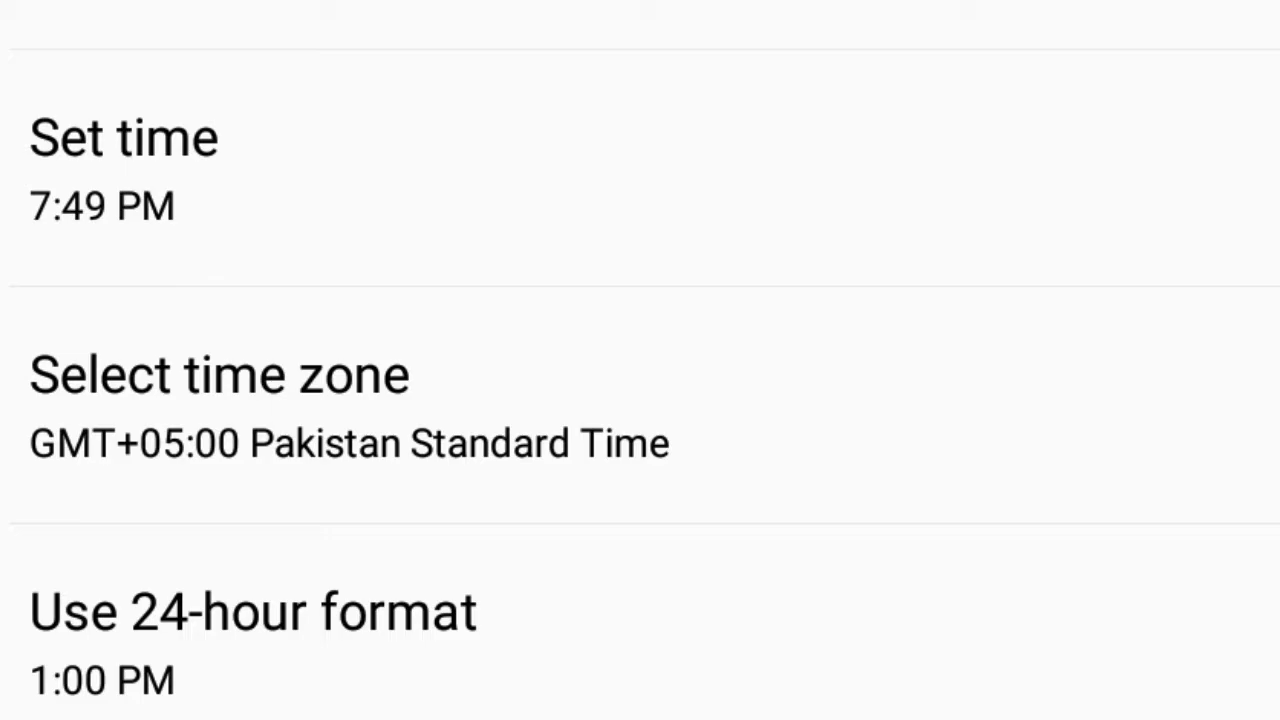 Set time
7:49 PM
Select time zone
GMT+05:00 Pakistan Standard Time
Use 24-hour format
1:00 PM